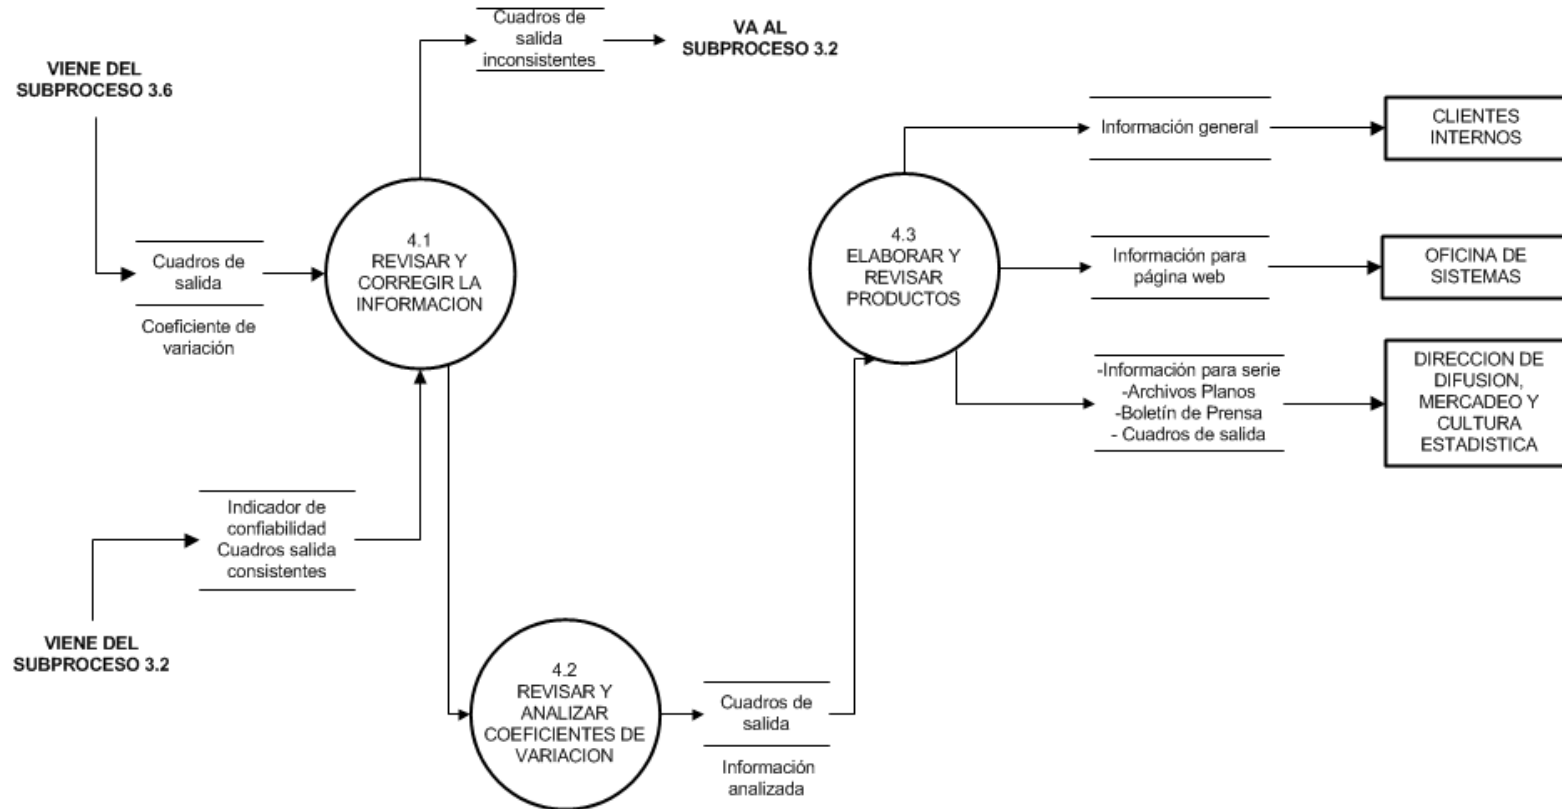 Cuadros de
salida
inconsistentes
VA AL
SUBPROCESO 3.2
VIENE DEL
SUBPROCESO 3.6
Información general
CLIENTES
INTERNOS
4.1
REVISAR Y
CORREGIR LA
INFORMACION
4.3
ELABORAR Y
REVISAR
PRODUCTOS
Cuadros de
salida
Coeficiente de
variación
Información para
página web
OFICINA DE
SISTEMAS
-Información para serie
-Archivos Planos
-Boletín de Prensa
- Cuadros de salida
DIRECCION DE
DIFUSION,
MERCADEO Y
CULTURA
ESTADISTICA
Indicador de
confiabilidad
Cuadros salida
consistentes
VIENE DEL
SUBPROCESO 3.2
4.2
REVISAR Y
ANALIZAR
COEFICIENTES DE
VARIACION
Cuadros de
salida
Información
analizada